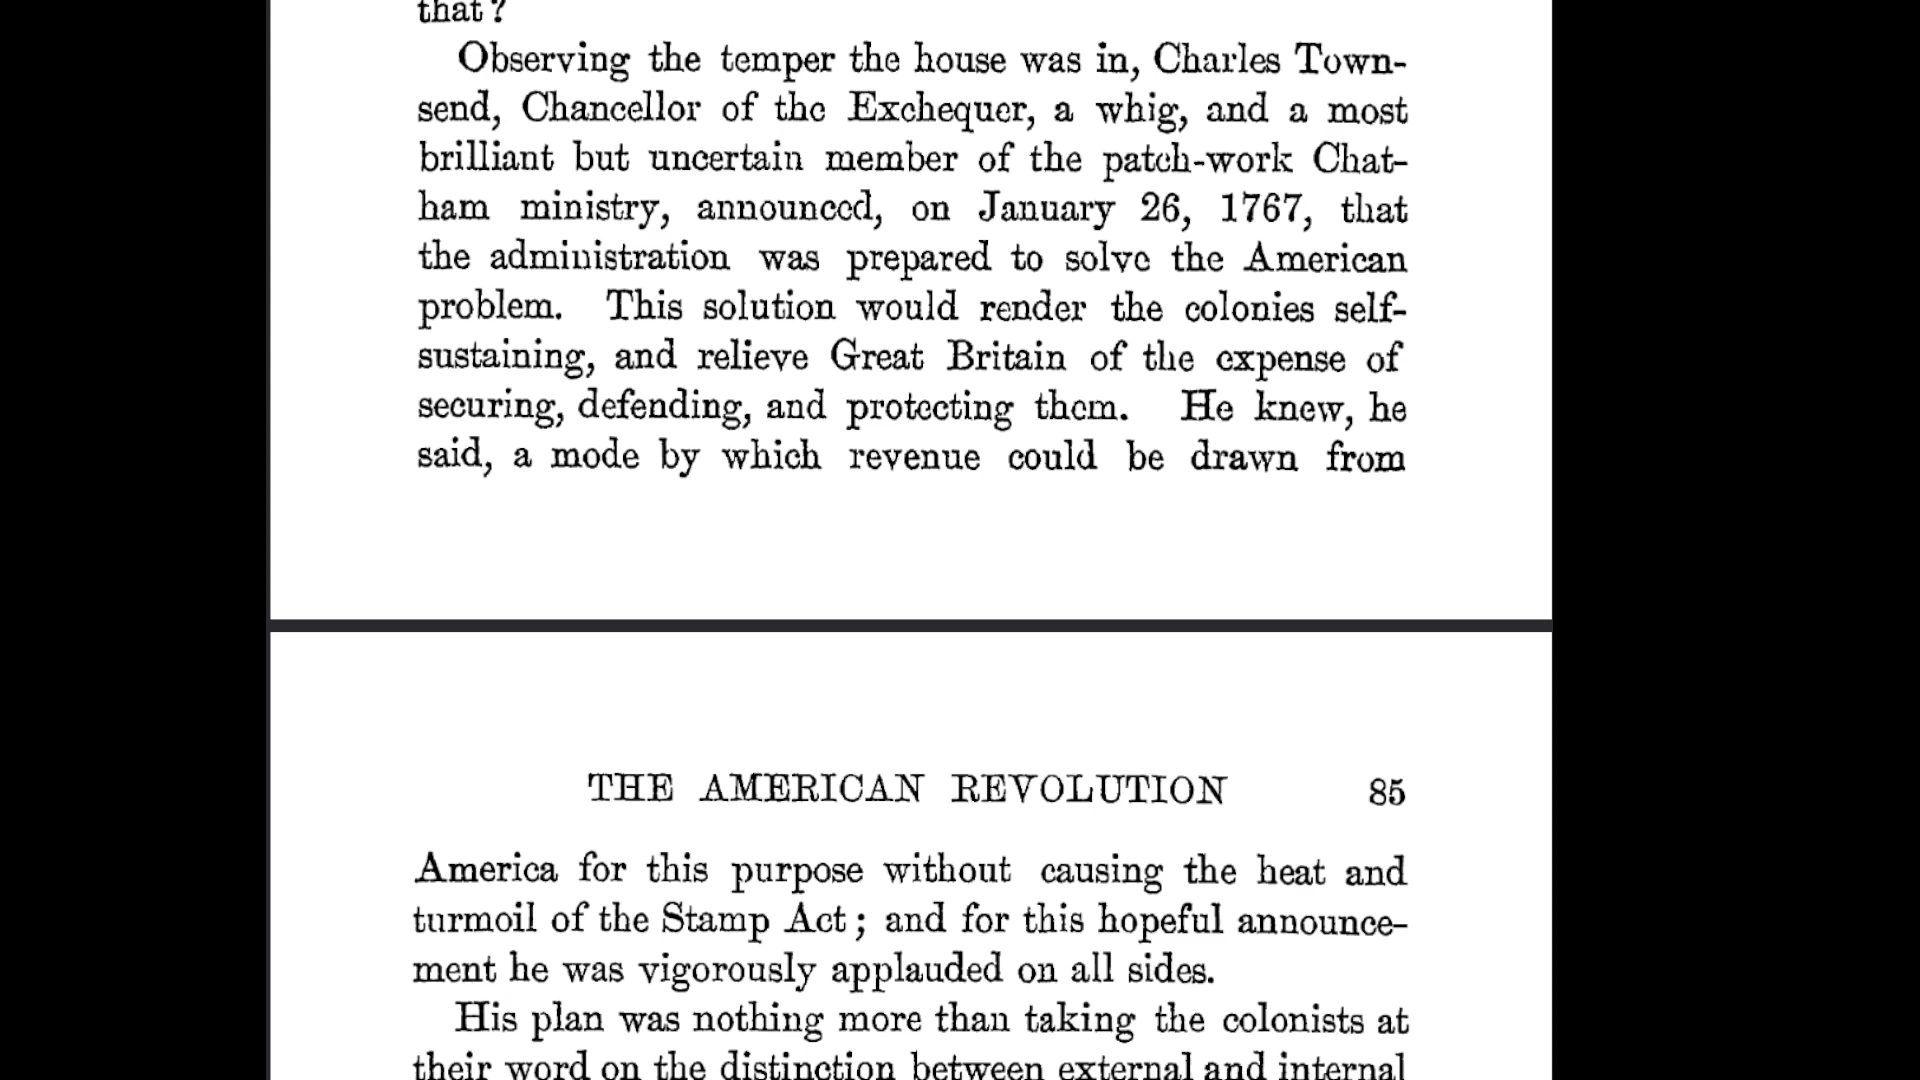 that?
Observing the temper the house was in, Charles Town-
send, Chancellor of the Exchequer, a whig, and a most
brilliant but uncertain member of the patch-work Chat-
ham ministry, announced, on January 26, 1767, that
the administration was prepared to solve the American
problem. This solution would render the colonies self-
sustaining, and relieve Great Britain of the expense of
securing, defending, and protecting them. He knew, he
said, a mode by which revenue could be drawn from
THE AMERICAN REVOLUTION 85
America for this purpose without causing the heat and
turmoil of the Stamp Act; and for this hopeful announce-
ment he was vigorously applauded on all sides.
His plan was nothing more than taking the colonists at
their word on the distinction between external and internal